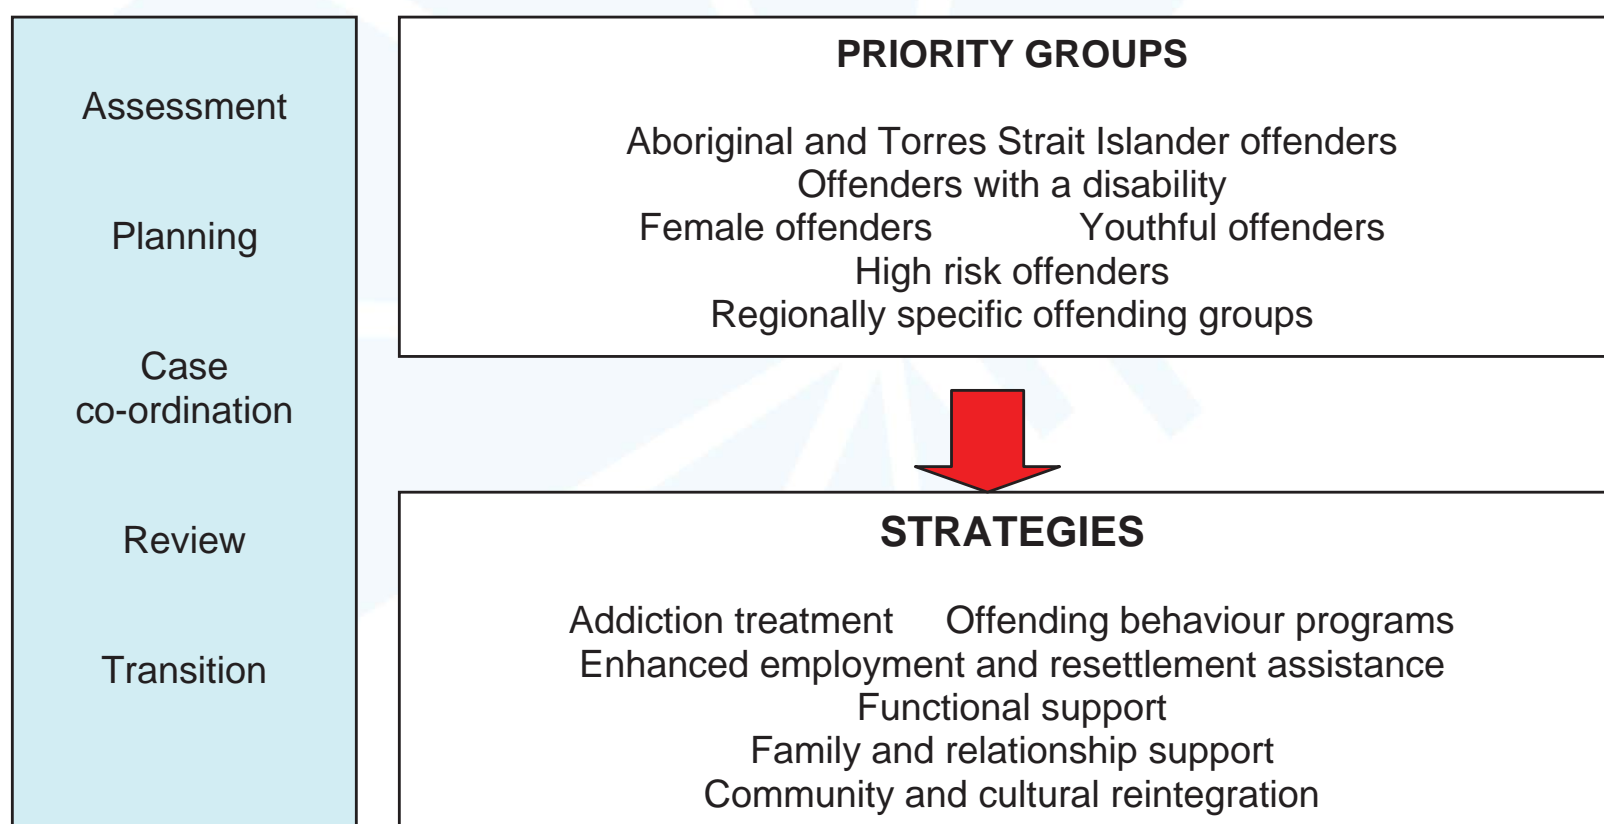 Assessment
Planning
Case
co-ordination
Review
Transition
PRIORITY GROUPS
Aboriginal and Torres Strait Islander offenders
Offenders with a disability
Female offenders Youthful offenders
High risk offenders
Regionally specific offending groups
STRATEGIES
Addiction treatment Offending behaviour programs
Enhanced employment and resettlement assistance
Functional support
Family and relationship support
Community and cultural reintegration